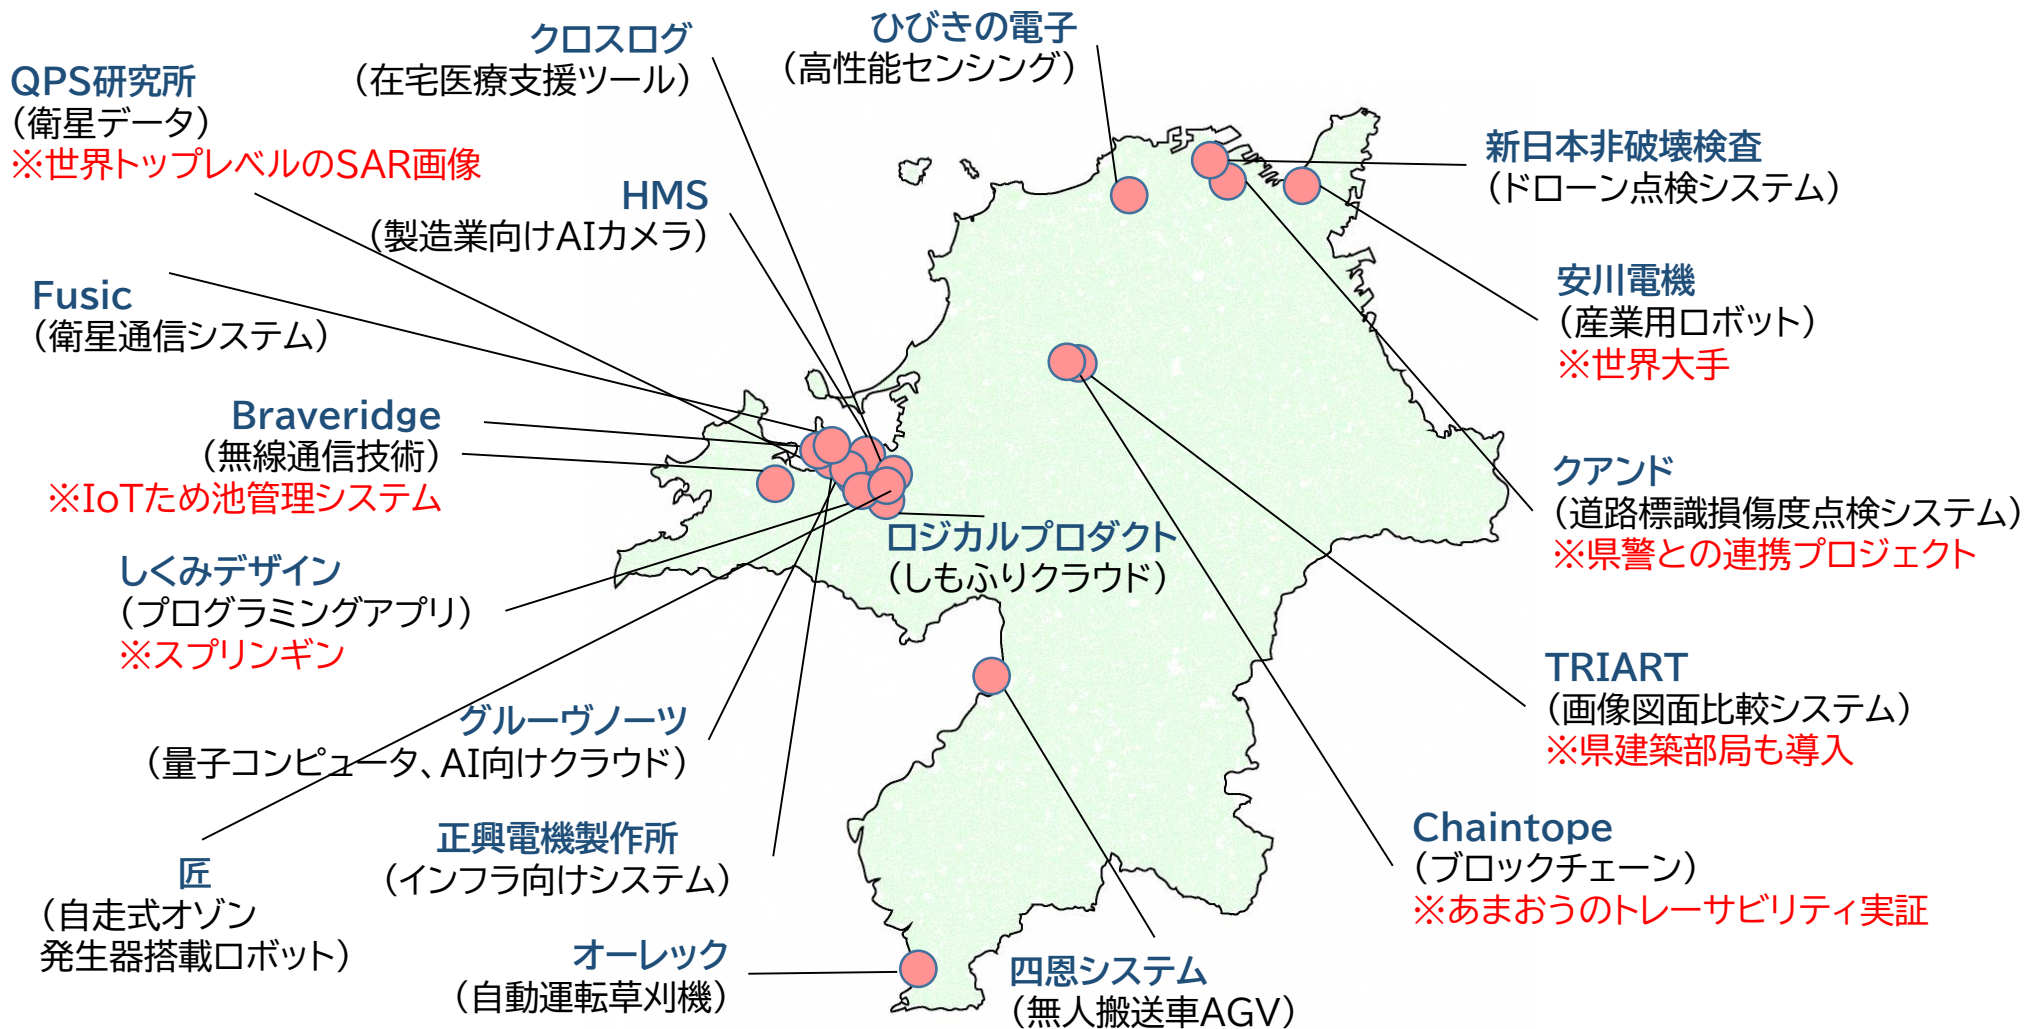 クロスログ
（在宅医療支援ツール）
ひびきの電子
（高性能センシング）
QPS研究所
（衛星データ）
※世界トップレベルのSAR画像
HMS
（製造業向けAIカメラ）
新日本非破壊検査
（ドローン点検システム）
Fusic
（衛星通信システム）
安川電機
（産業用ロボット）
※世界大手
Braveridge
（無線通信技術）
※IoTため池管理システム
クアンド
（道路標識損傷度点検システム）
※県警との連携プロジェクト
ロジカルプロダクト
（しもふりクラウド）
しくみデザイン
（プログラミングアプリ）
※スプリンギン
TRIART
（画像図面比較システム）
※県建築部局も導入
グルーヴノーツ
（量子コンピュータ、AI向けクラウド）
Chaintope
（ブロックチェーン）
※あまおうのトレーサビリティ実証
正興電機製作所
（インフラ向けシステム）
匠
（自走式オゾン
発生器搭載ロボット）
オーレック
（自動運転草刈機）
四恩システム
（無人搬送車AGV）